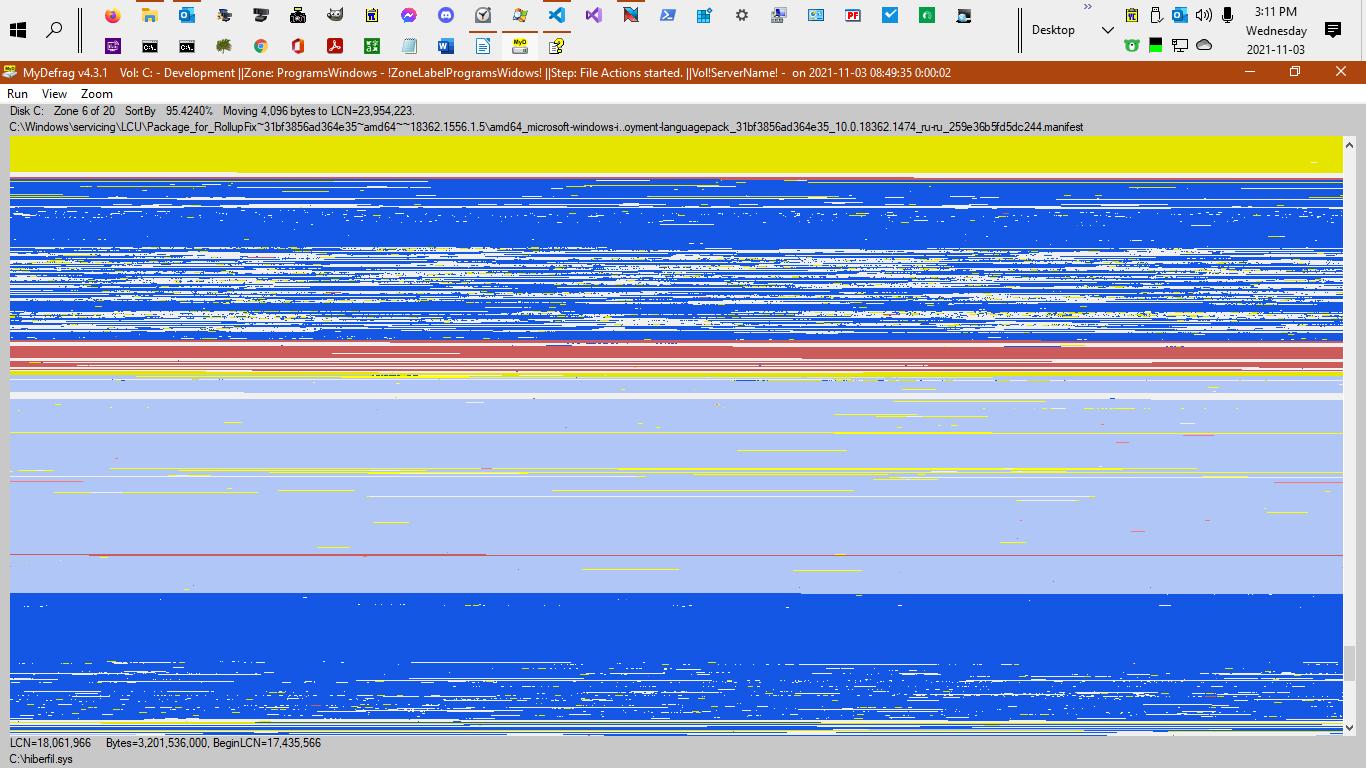 3:11 PM
Desktop
Wednesday
2021-11-03
MyDefrag v4.3.1 Vol: C: - Development ||Zone: ProgramsWindows - !ZoneLabelProgramsWidows! ||Step: File Actions started. ||Vol!ServerName! - on 2021-11-03 08:49:35 0:00:02
Run View Zoom
Disk C: Zone 6 of 20 SortBy 95.4240% Moving 4,096 bytes to LCN=23,954,223.
C:\Windows\servicing\LCU\Package_for_RollupFix~31bf3856ad364e35~amd64~~18362.1556.1.5\amd64_microsoft-windows-i..oyment-languagepack_31bf3856ad364e35_10.0.18362.1474_ru-ru_259e36b5fd5dc244.manifest
LCN=18,061,966 Bytes=3,201,536,000, BeginLCN=17,435,566
C:\hiberfil.sys